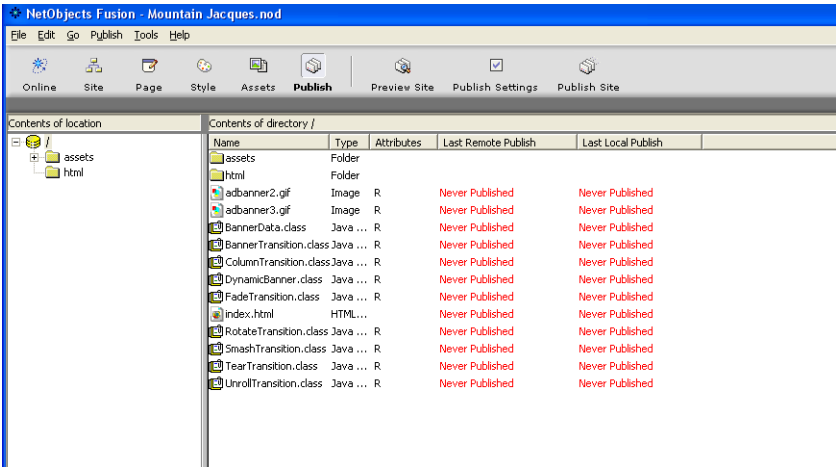 NetObjects Fusion - Mountain Jacques.nod
File Edit Go Publish Tools Help
Online Site Page Style Assets Publish Preview Site Publish Settings Publish Site
Contents of location Contents of directory /
/
assets
html
Name Type Attributes Last Remote Publish Last Local Publish
assets Folder
html Folder
adbanner2.gif Image R Never Published Never Published
adbanner3.gif Image R Never Published Never Published
BannerData.class Java ... R Never Published Never Published
BannerTransition.class Java ... R Never Published Never Published
ColumnTransition.class Java ... R Never Published Never Published
DynamicBanner.class Java ... R Never Published Never Published
FadeTransition.class Java ... R Never Published Never Published
index.html HTML... Never Published Never Published
RotateTransition.class Java ... R Never Published Never Published
SmashTransition.class Java ... R Never Published Never Published
TearTransition.class Java ... R Never Published Never Published
UnrollTransition.class Java ... R Never Published Never Published